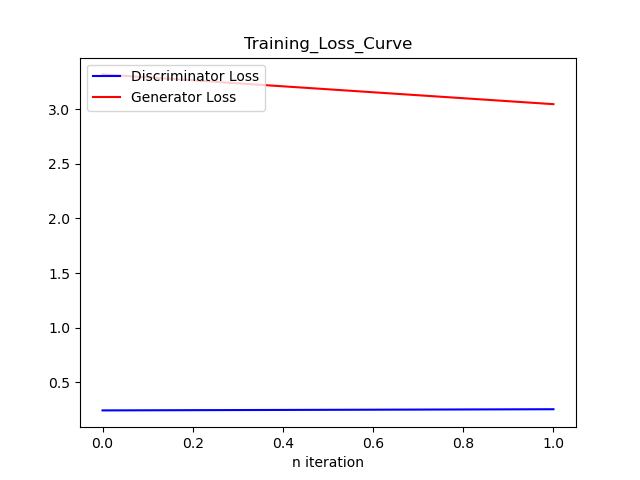 Training_Loss_Curve
Discriminator Loss
Generator Loss
3.0
2.5
2.0
1.5
1.0
0.5
0.0 0.2 0.4 0.6 0.8 1.0
n iteration